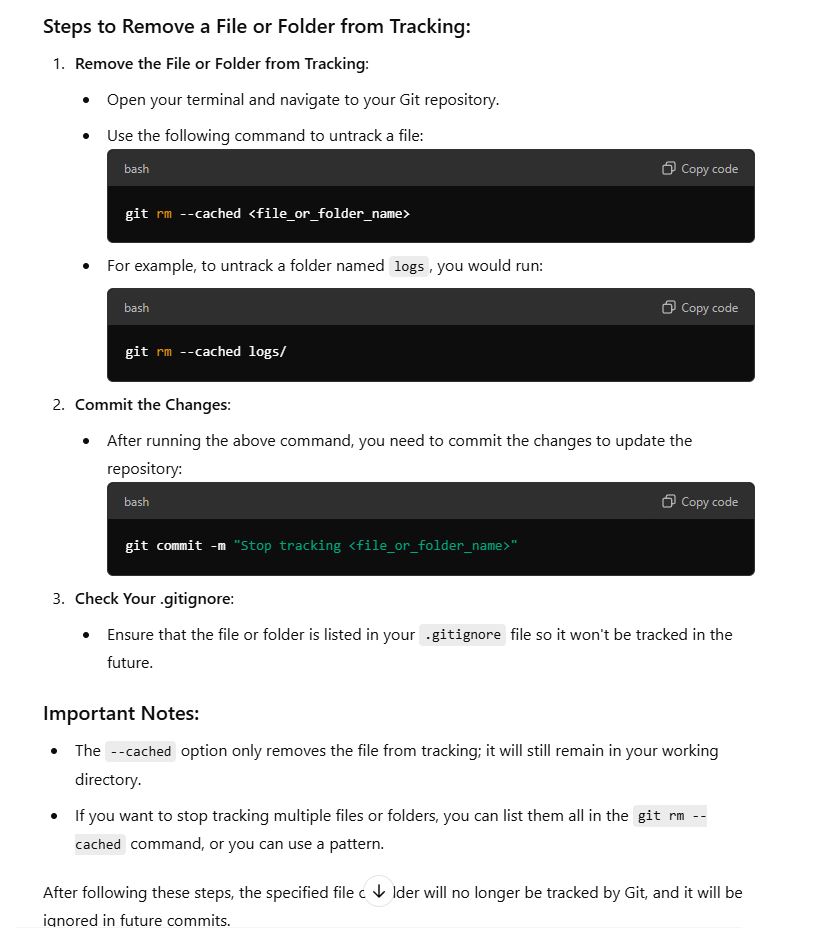 Steps to Remove a File or Folder from Tracking:
1. Remove the File or Folder from Tracking:
• Open your terminal and navigate to your Git repository.
• Use the following command to untrack a file:
bash Copy code
git rm --cached <file_or_folder_name>
• For example, to untrack a folder named logs, you would run:
bash Copy code
git rm --cached logs/
2. Commit the Changes:
• After running the above command, you need to commit the changes to update the
repository:
bash Copy code
git commit -m "Stop tracking <file_or_folder_name>"
3. Check Your .gitignore:
• Ensure that the file or folder is listed in your .gitignore file so it won't be tracked in the
future.
Important Notes:
• The --cached option only removes the file from tracking; it will still remain in your working
directory.
• If you want to stop tracking multiple files or folders, you can list them all in the git rm --
cached command, or you can use a pattern.
After following these steps, the specified file will no longer be tracked by Git, and it will be
ignored in future commits.